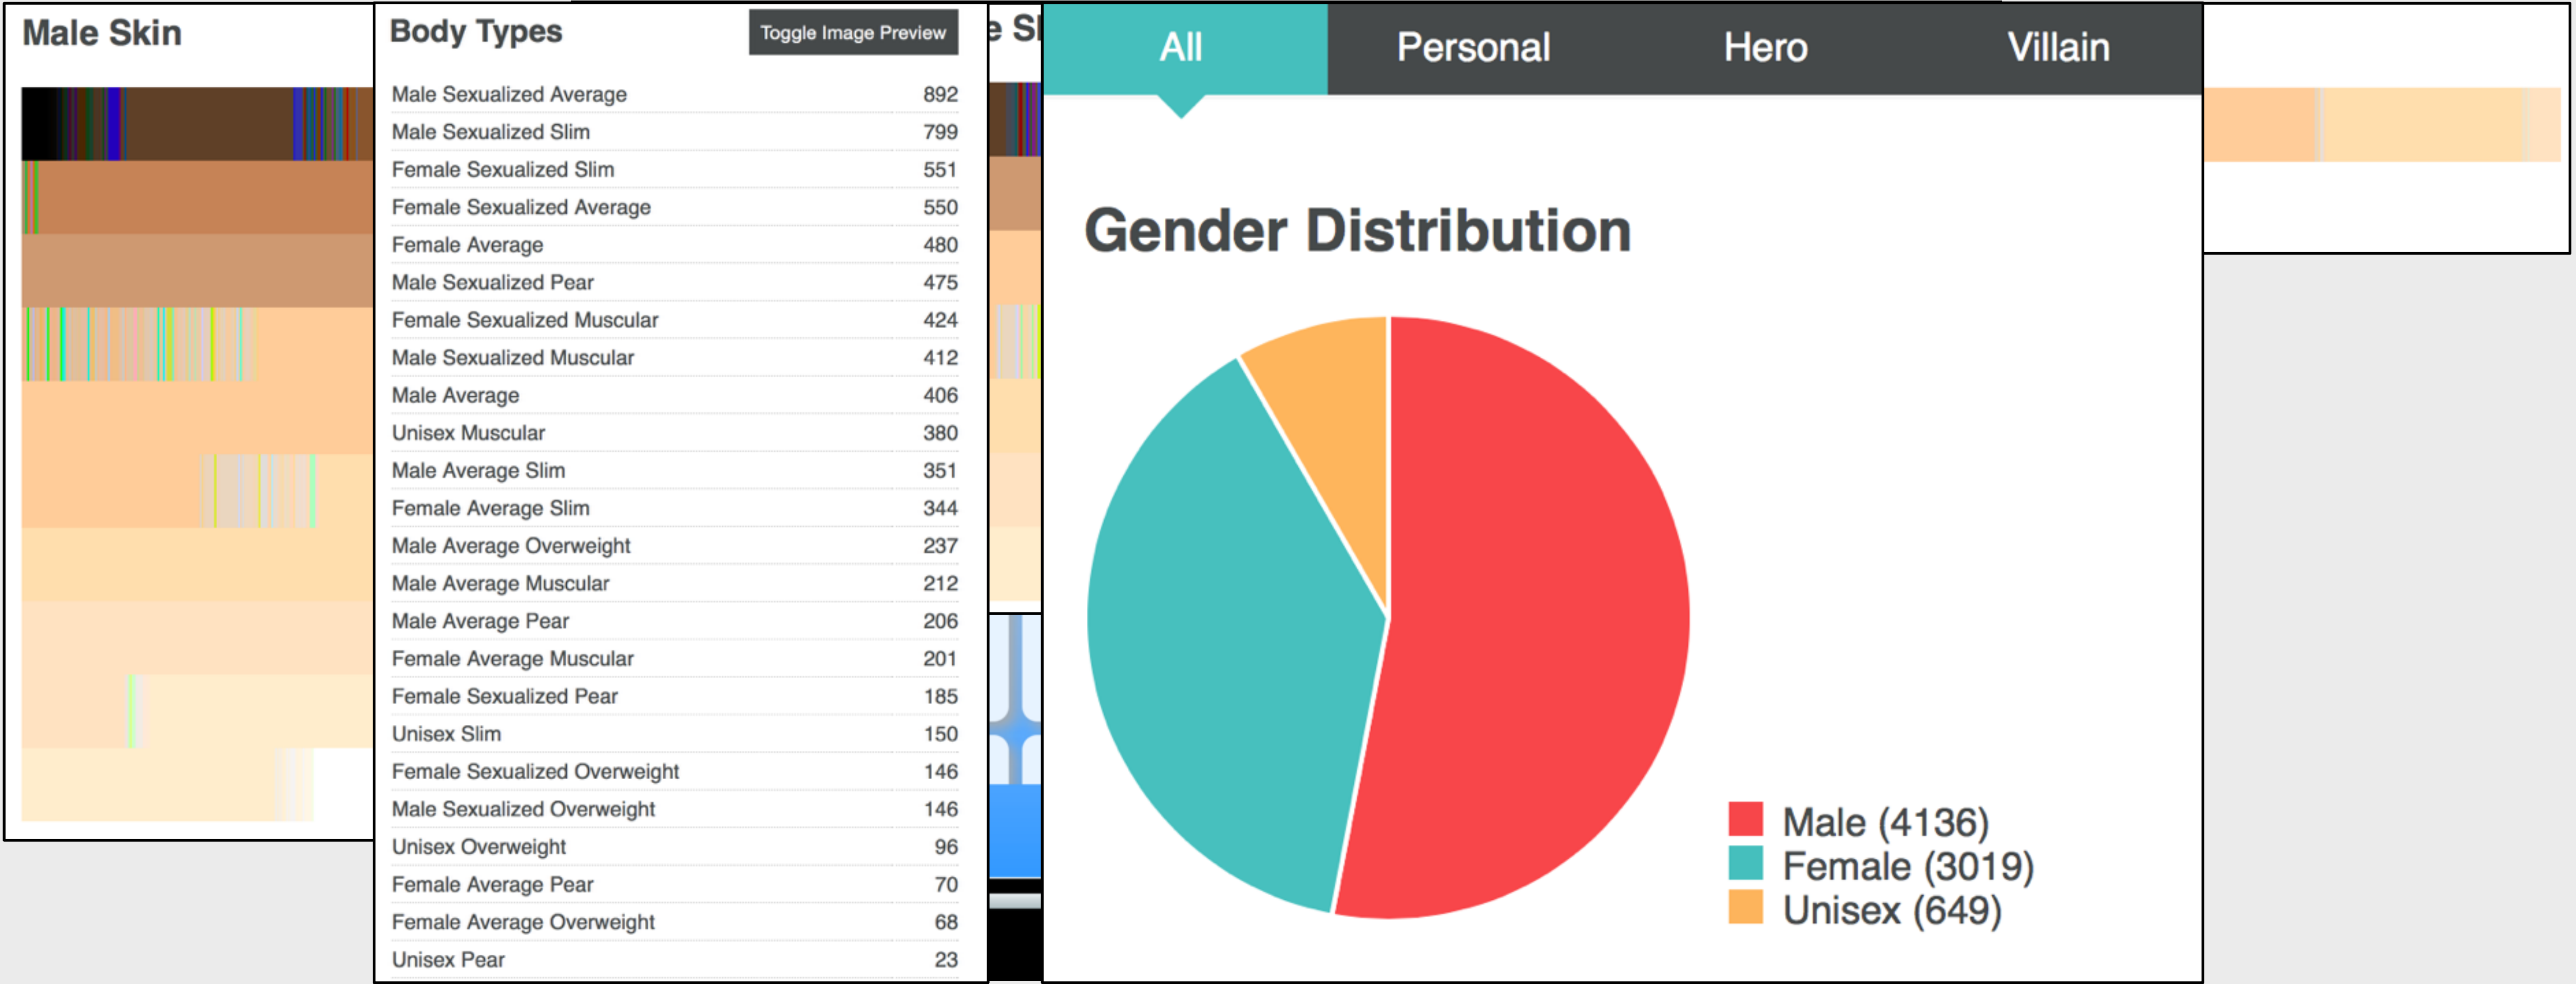 Male Skin
Body Types
Toggle Image Preview
Male Sexualized Average 892
Male Sexualized Slim 799
Female Sexualized Slim 551
Female Sexualized Average 550
Female Average 480
Male Sexualized Pear 475
Female Sexualized Muscular 424
Male Sexualized Muscular 412
Male Average 406
Unisex Muscular 380
Male Average Slim 351
Female Average Slim 344
Male Average Overweight 237
Male Average Muscular 212
Male Average Pear 206
Female Average Muscular 201
Female Sexualized Pear 185
Unisex Slim 150
Female Sexualized Overweight 146
Male Sexualized Overweight 146
Unisex Overweight 96
Female Average Pear 70
Female Average Overweight 68
Unisex Pear 23
All Personal Hero Villain
Gender Distribution
Male (4136)
Female (3019)
Unisex (649)